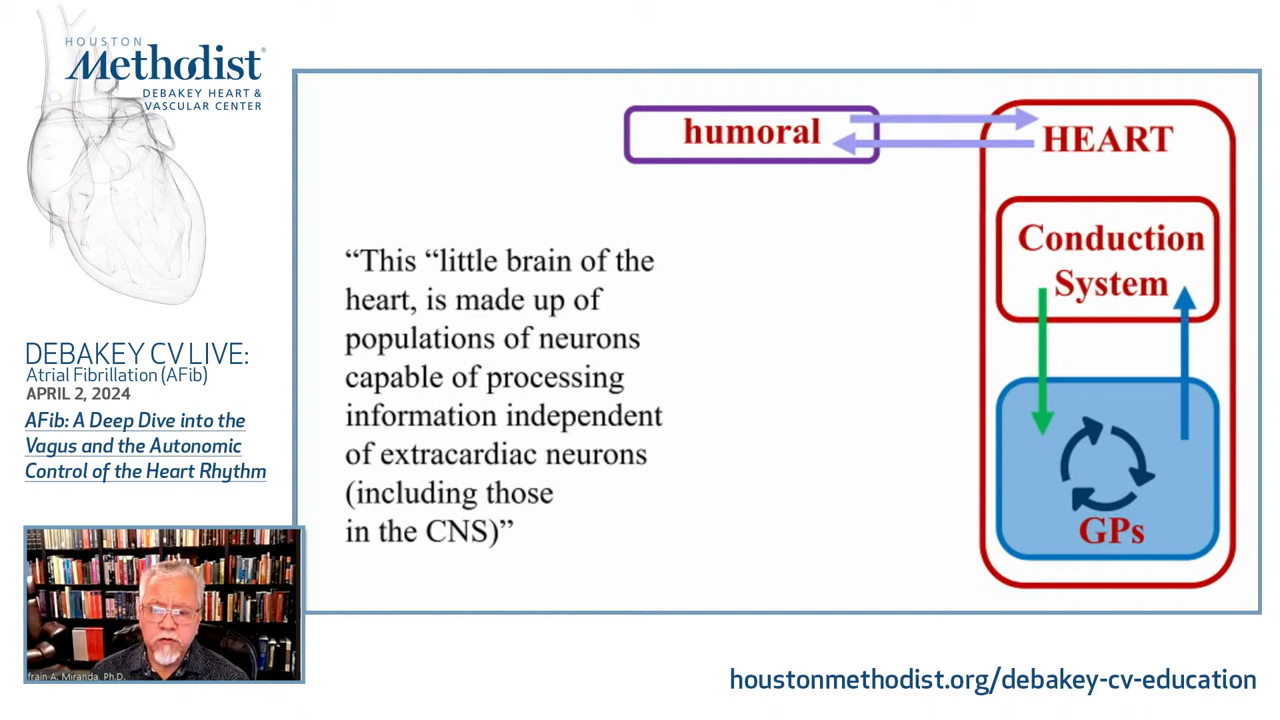 HOUSTON
Methodist®
DEBAKEY HEART &
VASCULAR CENTER
DEBAKEY CV LIVE:
Atrial Fibrillation (AFib)
APRIL 2, 2024
AFib: A Deep Dive into the
Vagus and the Autonomic
Control of the Heart Rhythm
frain A. Miranda, Ph.D.
humoral
HEART
Conduction
System
GPs
“This “little brain of the
heart, is made up of
populations of neurons
capable of processing
information independent
of extracardiac neurons
(including those
in the CNS)”
houstonmethodist.org/debakey-cv-education